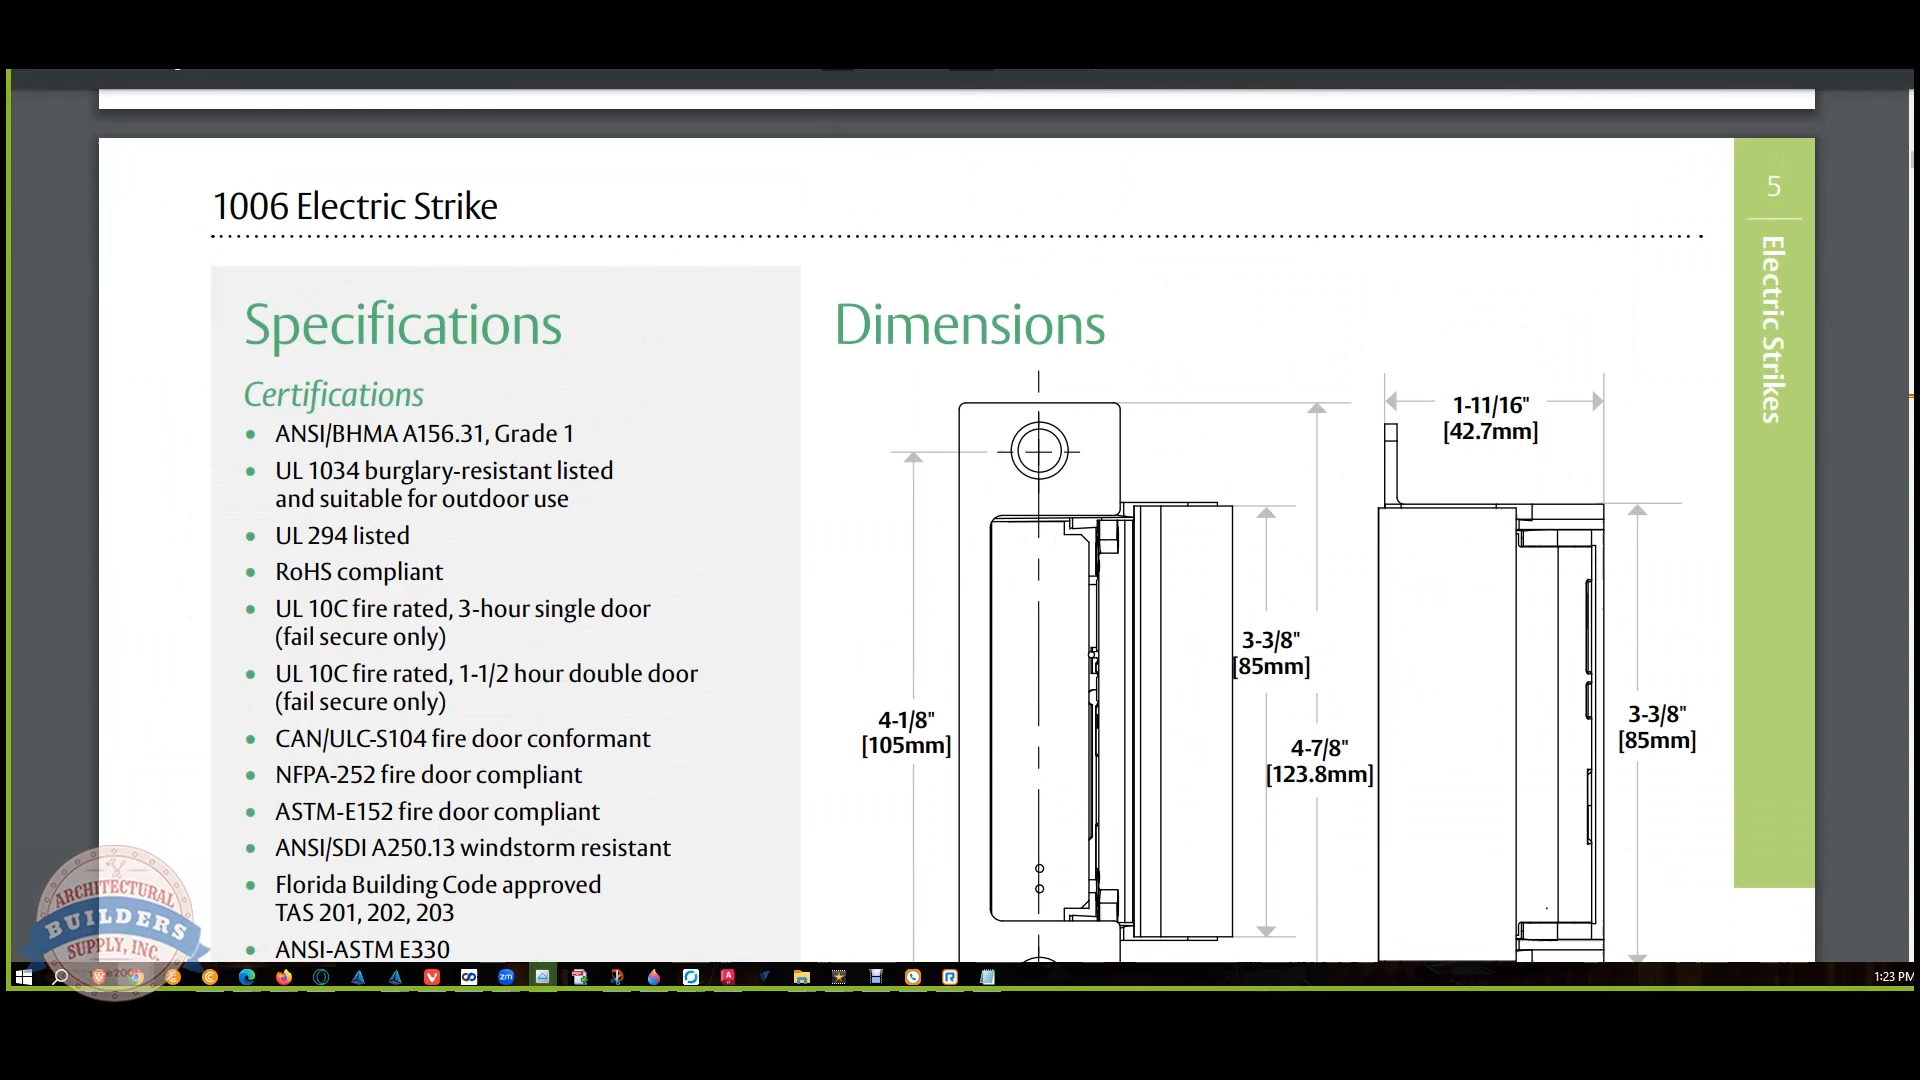 1006 Electric Strike
5
Electric Strikes
Specifications
Certifications
• ANSI/BHMA A156.31, Grade 1
• UL 1034 burglary-resistant listed
and suitable for outdoor use
• UL 294 listed
• RoHS compliant
• UL 10C fire rated, 3-hour single door
(fail secure only)
• UL 10C fire rated, 1-1/2 hour double door
(fail secure only)
• CAN/ULC-S104 fire door conformant
• NFPA-252 fire door compliant
• ASTM-E152 fire door compliant
• ANSI/SDI A250.13 windstorm resistant
• Florida Building Code approved
TAS 201, 202, 203
• ANSI-ASTM E330
Dimensions
1-11/16"
[42.7mm]
3-3/8"
[85mm]
4-1/8"
[105mm]
4-7/8"
[123.8mm]
3-3/8"
[85mm]
ARCHITECTURAL
BUILDERS
SUPPLY, INC.
zm
1:23 PM